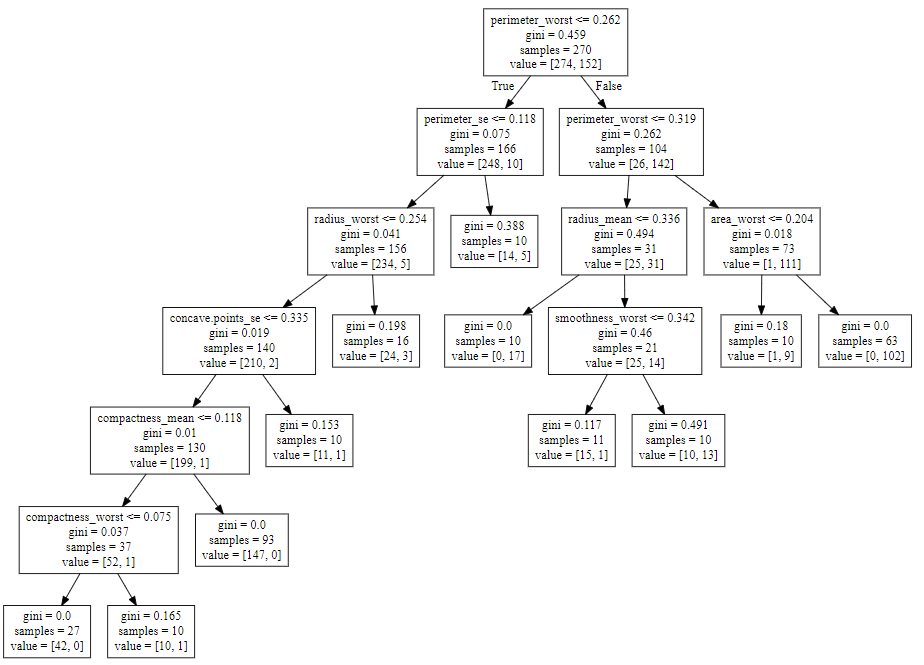 perimeter_worst <= 0.262
gini = 0.459
samples = 270
value = [274, 152]
True
False
perimeter_se <= 0.118
gini = 0.075
samples = 166
value = [248, 10]
perimeter_worst <= 0.319
gini = 0.262
samples = 104
value = [26, 142]
radius_worst <= 0.254
gini = 0.041
samples = 156
value = [234, 5]
gini = 0.388
samples = 10
value = [14, 5]
radius_mean <= 0.336
gini = 0.494
samples = 31
value = [25, 31]
area_worst <= 0.204
gini = 0.018
samples = 73
value = [1, 111]
concave.points_se <= 0.335
gini = 0.019
samples = 140
value = [210, 2]
gini = 0.198
samples = 16
value = [24, 3]
gini = 0.0
samples = 10
value = [0, 17]
smoothness_worst <= 0.342
gini = 0.46
samples = 21
value = [25, 14]
gini = 0.18
samples = 10
value = [1, 9]
gini = 0.0
samples = 63
value = [0, 102]
compactness_mean <= 0.118
gini = 0.01
samples = 130
value = [199, 1]
gini = 0.153
samples = 10
value = [11, 1]
gini = 0.117
samples = 11
value = [15, 1]
gini = 0.491
samples = 10
value = [10, 13]
compactness_worst <= 0.075
gini = 0.037
samples = 37
value = [52, 1]
gini = 0.0
samples = 93
value = [147, 0]
gini = 0.0
samples = 27
value = [42, 0]
gini = 0.165
samples = 10
value = [10, 1]